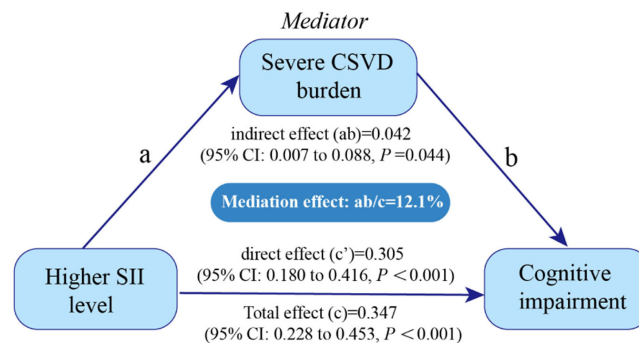 Mediator
Severe CSVD
burden
indirect effect (ab)=0.042
(95% CI: 0.007 to 0.088, P =0.044)
a
b
Mediation effect: ab/c=12.1%
direct effect (c’)=0.305
(95% CI: 0.180 to 0.416, P < 0.001)
Higher SII
level
Cognitive
impairment
Total effect (c)=0.347
(95% CI: 0.228 to 0.453, P < 0.001)